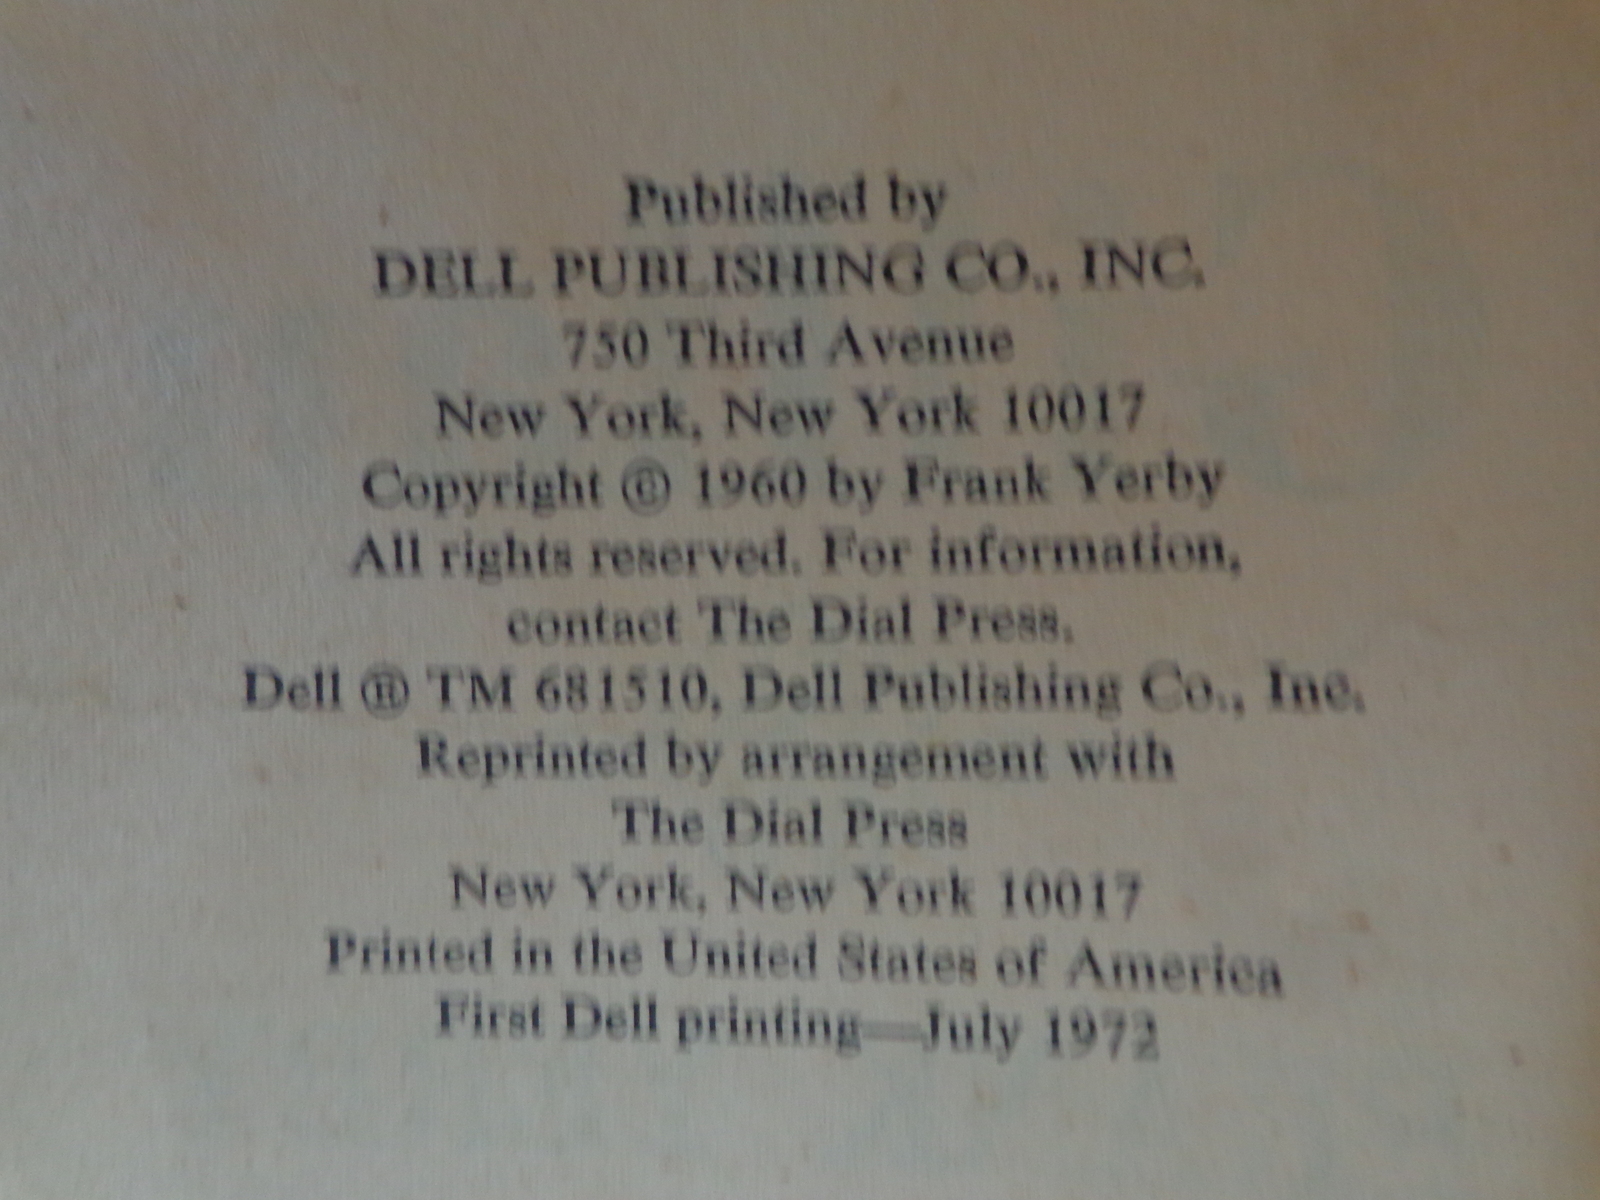 Published by
DELL PUBLISHING CO., INC.
750 Third Avenue
New York, New York 10017
Copyright © 1960 by Frank Yerby
All rights reserved. For information,
contact The Dial Press.
Dell ® TM 681510, Dell Publishing Co., Inc.
Reprinted by arrangement with
The Dial Press
New York, New York 10017
Printed in the United States of America
First Dell printing—July 1972